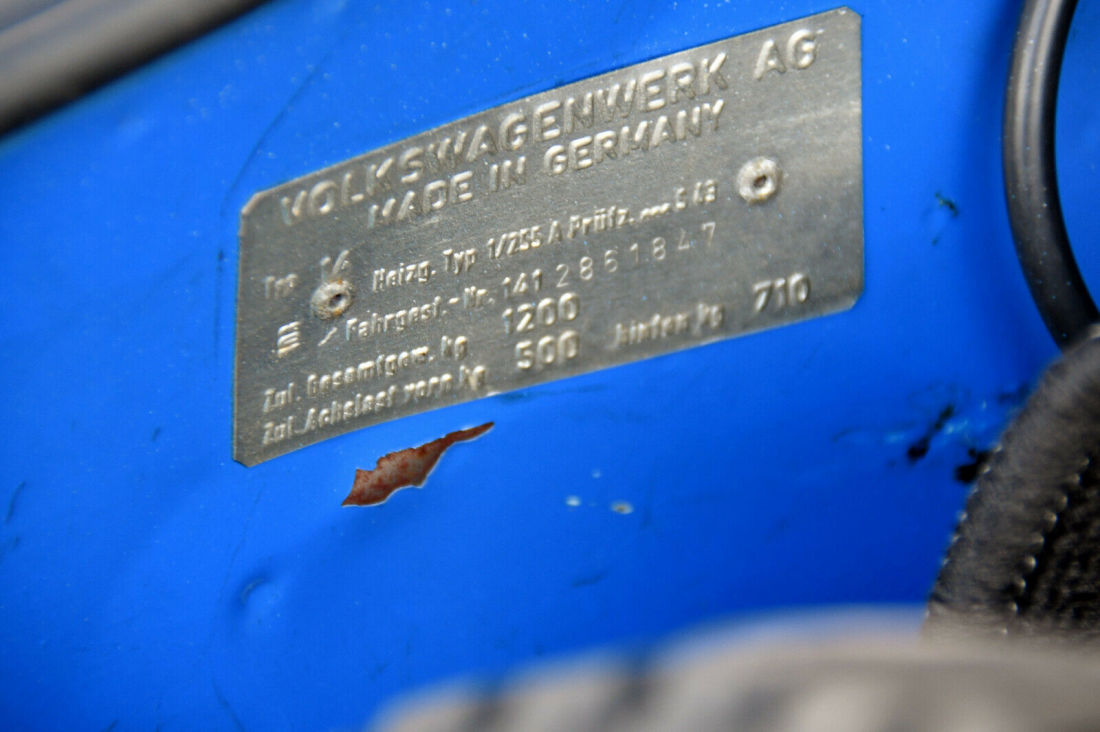 VOLKSWAGENWERK AG
MADE IN GERMANY
Typ 14 Heizg. Typ 1/255 A Prüfz. S 43
Fahrgest.-Nr. 141 2861847
Zul. Gesamtgew. kg 1200
Zul. Achslast vorn kg 500 hinten kg 710